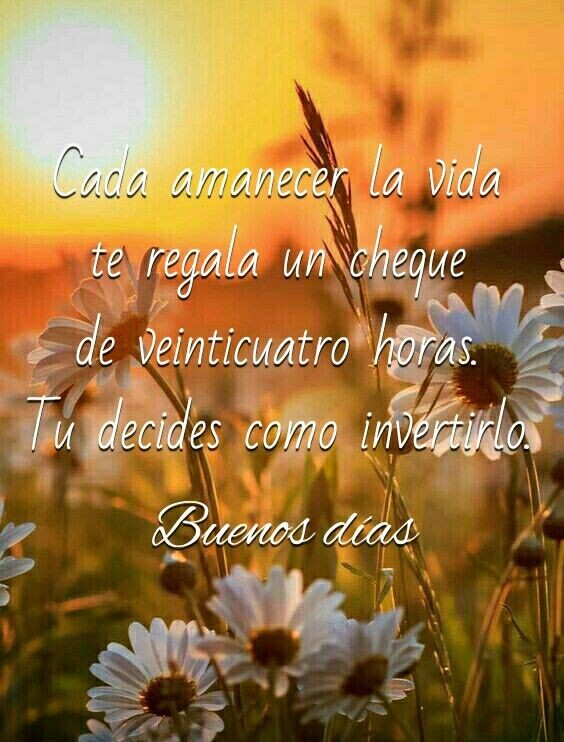 Cada amanecer la vida
te regala un cheque
de veinticuatro horas.
Tu decides como invertirlo.
Buenos días